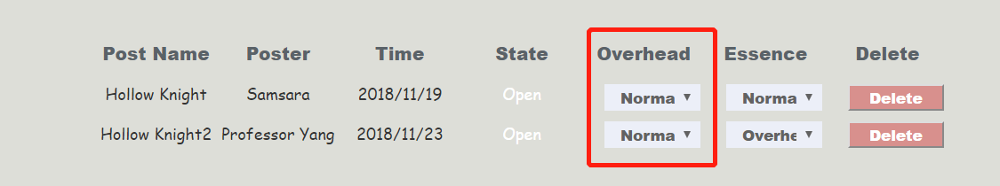 Post Name Poster Time State Overhead Essence Delete
Hollow Knight Samsara 2018/11/19 Open Norma Norma Delete
Hollow Knight2 Professor Yang 2018/11/23 Open Norma Overhe Delete